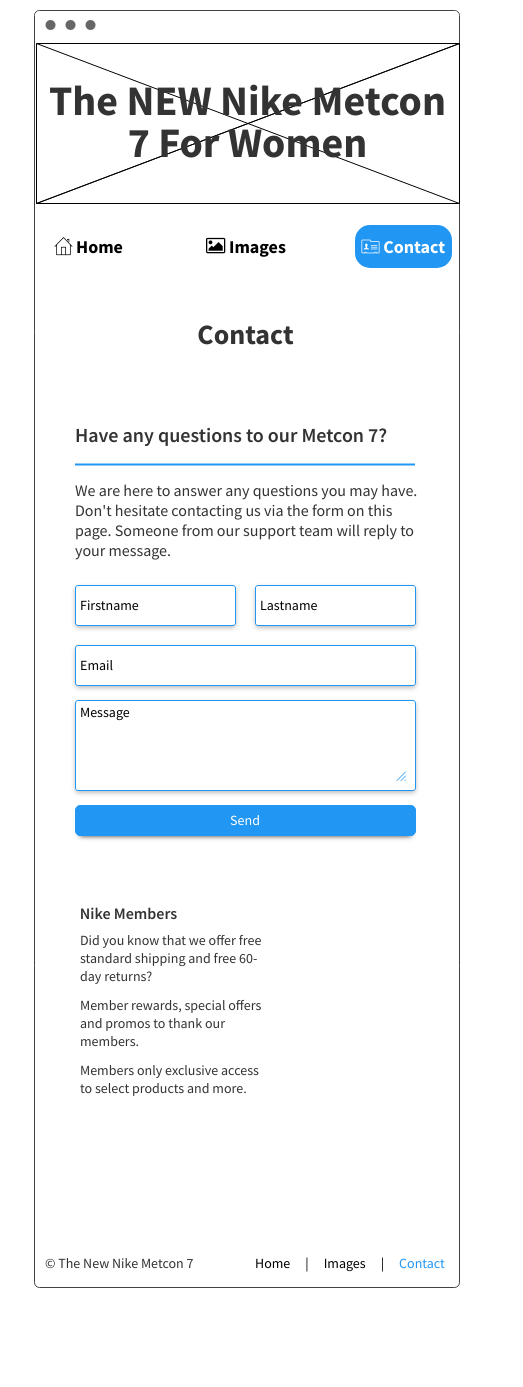 The NEW Nike Metcon
7 For Women
Home
Images
Contact
Contact
Have any questions to our Metcon 7?
We are here to answer any questions you may have.
Don't hesitate contacting us via the form on this
page. Someone from our support team will reply to
your message.
Firstname
Lastname
Email
Message
Send
Nike Members
Did you know that we offer free
standard shipping and free 60-
day returns?
Member rewards, special offers
and promos to thank our
members.
Members only exclusive access
to select products and more.
© The New Nike Metcon 7
Home | Images | Contact